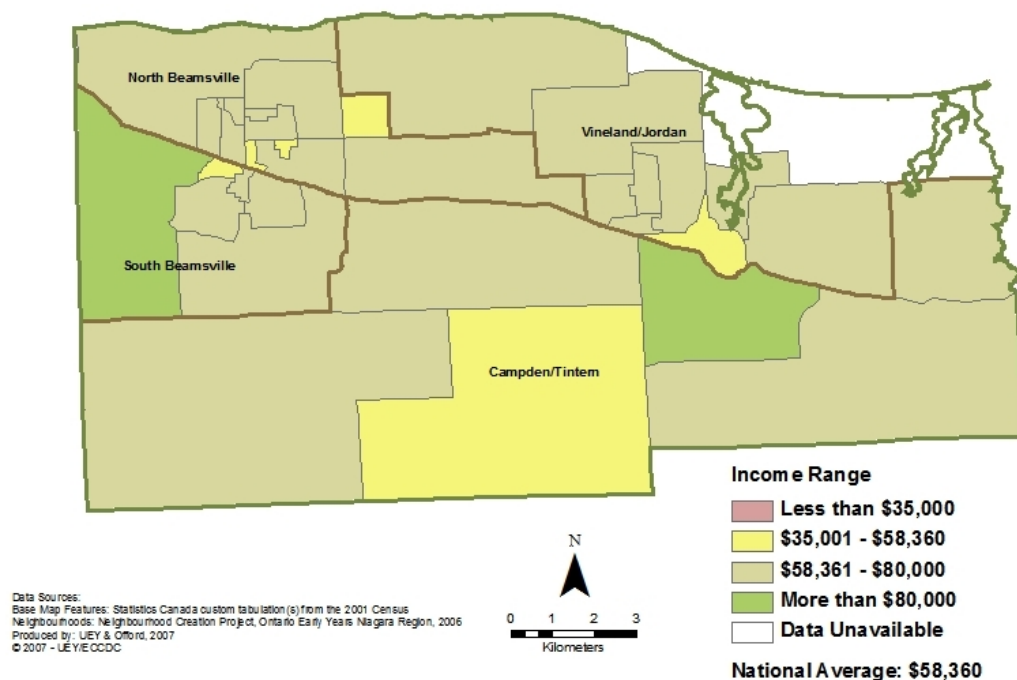 North Beamsville
Vineland/Jordan
South Beamsville
Campden/Tintern
Income Range
Less than $35,000
$35,001 - $58,360
$58,361 - $80,000
More than $80,000
Data Unavailable
National Average: $58,360
N
0 1 2 3
Kilometers
Data Sources:
Base Map Features: Statistics Canada custom tabulation(s) from the 2001 Census
Neighbourhoods: Neighbourhood Creation Project, Ontario Early Years Niagara Region, 2006
Produced by: UEY & Offord, 2007
© 2007 - UEY/ECCDC